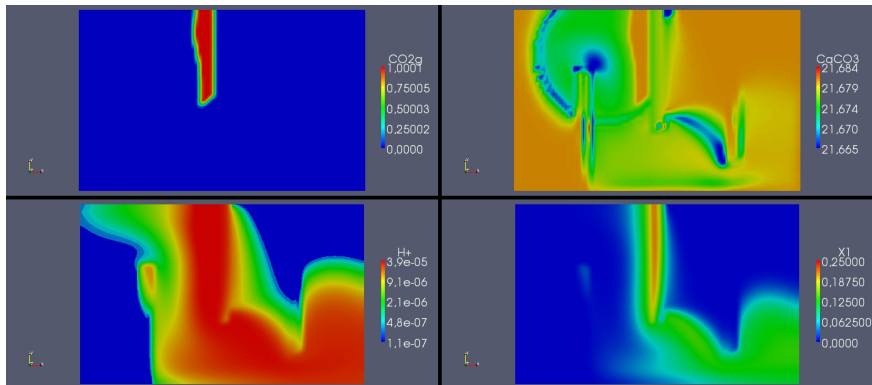 CO2g
1,0001
0,75005
0,50003
0,25002
0,0000
CaCO3
21,684
21,679
21,674
21,670
21,665
H+
3,9e-05
9,1e-06
2,1e-06
4,8e-07
1,1e-07
X1
0,25000
0,18750
0,12500
0,062500
0,0000